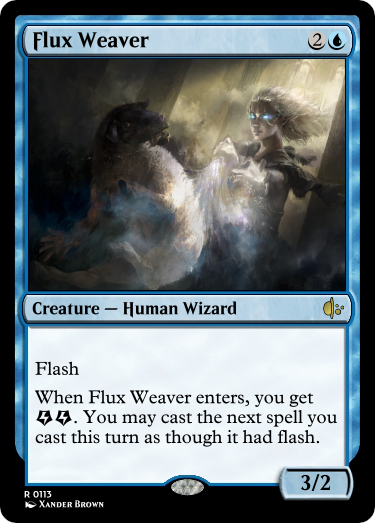 Flux Weaver 2
Creature — Human Wizard
Flash
When Flux Weaver enters, you get
. You may cast the next spell you
cast this turn as though it had flash.
3/2
R 0113
Xander Brown